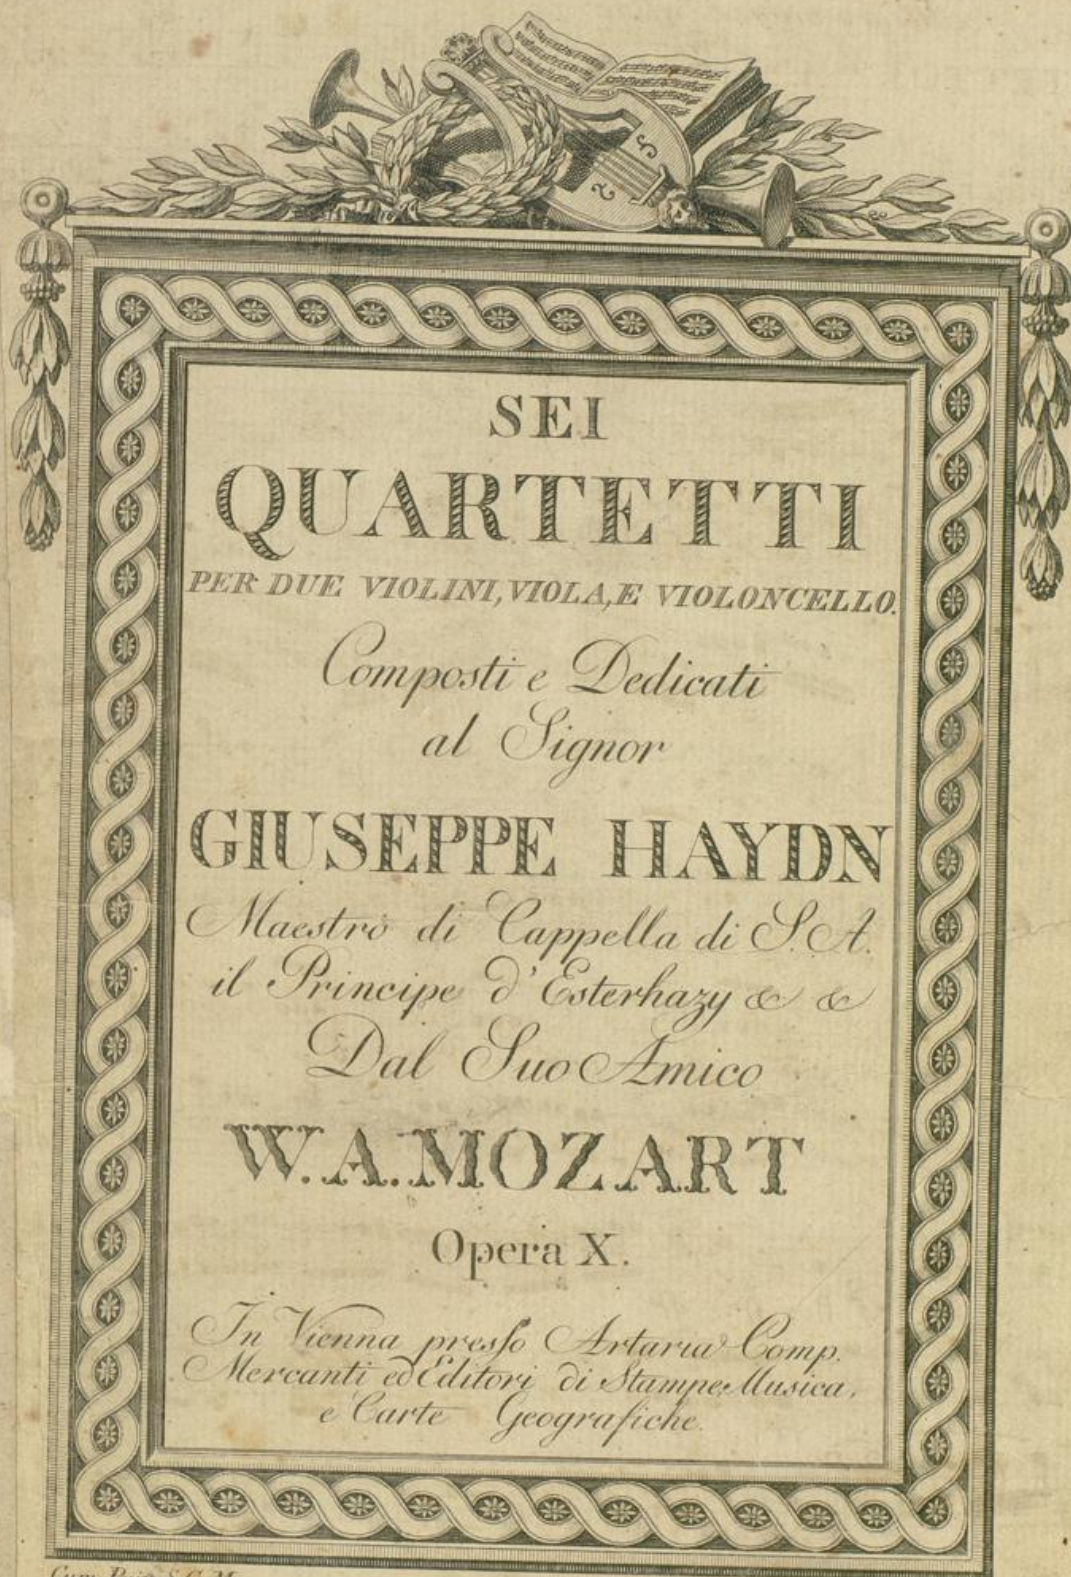 SEI
QUARTETTI
PER DUE VIOLINI, VIOLA, E VIOLONCELLO.
Composti e Dedicati
al Signor
GIUSEPPE HAYDN
Maestro di Cappella di S. A.
il Principe d'Esterhazy & &
Dal Suo Amico
W. A. MOZART
Opera X.
In Vienna presso Artaria Comp.
Mercanti ed Editori di Stampe, Musica,
e Carte Geografiche.
Cum Priv. S. C. M.